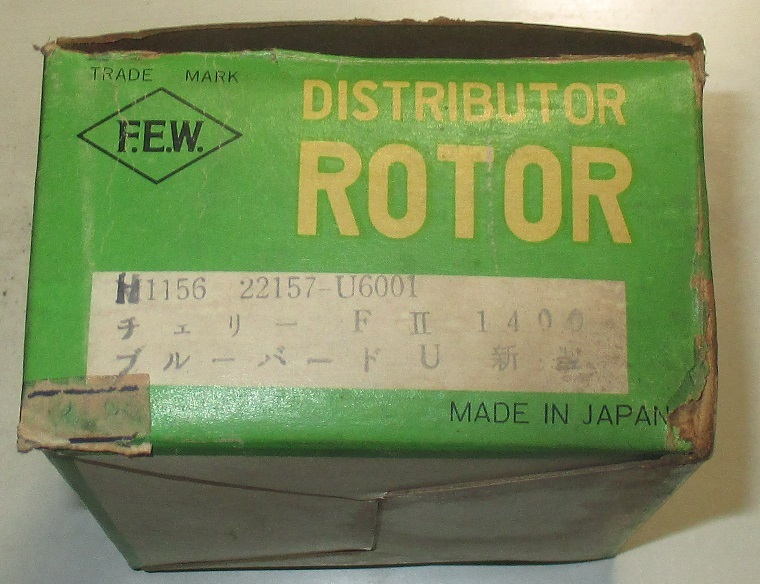 TRADE MARK
F.E.W.
DISTRIBUTOR
ROTOR
H1156 22157-U6001
チェリー F II 1400
ブルーバード U 新
MADE IN JAPAN